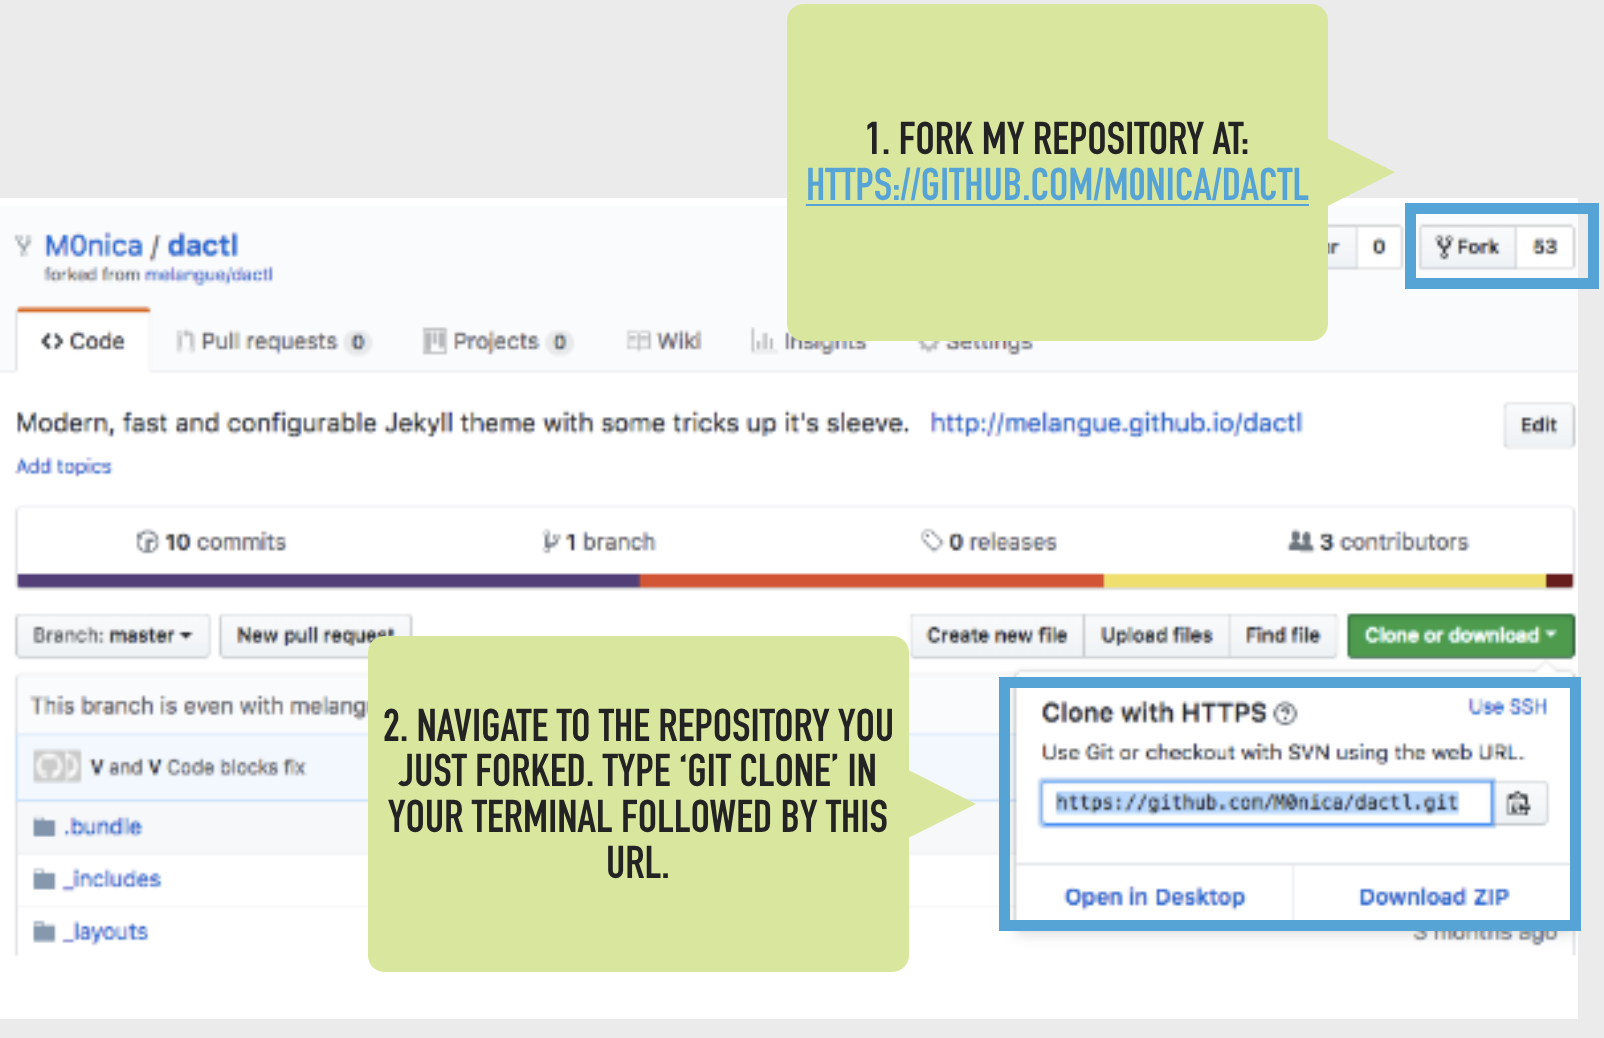 1. FORK MY REPOSITORY AT:
HTTPS://GITHUB.COM/M0NICA/DACTL
M0nica / dactl
forked from melangue/dactl
0
Fork 53
Code
Pull requests 0
Projects 0
Wiki
Insights
Settings
Modern, fast and configurable Jekyll theme with some tricks up it's sleeve. http://melangue.github.io/dactl
Edit
Add topics
10 commits
1 branch
0 releases
3 contributors
Branch: master
New pull request
Create new file
Upload files
Find file
Clone or download
This branch is even with melang
V and V Code blocks fix
.bundle
_includes
_layouts
2. NAVIGATE TO THE REPOSITORY YOU
JUST FORKED. TYPE ‘GIT CLONE’ IN
YOUR TERMINAL FOLLOWED BY THIS
URL.
Clone with HTTPS
Use SSH
Use Git or checkout with SVN using the web URL.
https://github.com/M0nica/dactl.git
Open in Desktop
Download ZIP
3 months ago